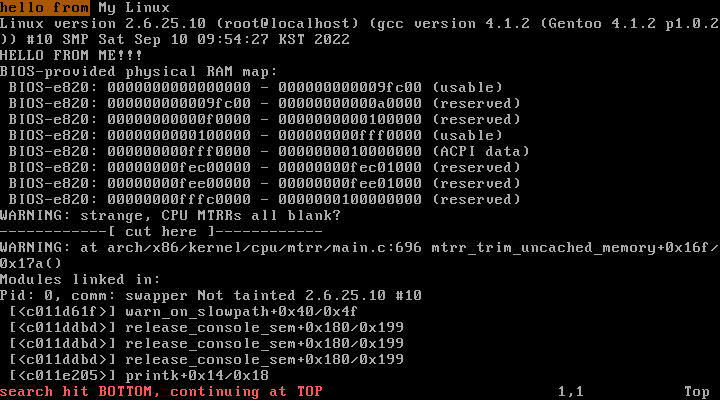 hello from My Linux
Linux version 2.6.25.10 (root@localhost) (gcc version 4.1.2 (Gentoo 4.1.2 p1.0.2
)) #10 SMP Sat Sep 10 09:54:27 KST 2022
HELLO FROM ME!!!
BIOS-provided physical RAM map:
 BIOS-e820: 0000000000000000 - 000000000009fc00 (usable)
 BIOS-e820: 000000000009fc00 - 00000000000a0000 (reserved)
 BIOS-e820: 00000000000f0000 - 0000000000100000 (reserved)
 BIOS-e820: 0000000000100000 - 000000000fff0000 (usable)
 BIOS-e820: 000000000fff0000 - 0000000010000000 (ACPI data)
 BIOS-e820: 00000000fec00000 - 00000000fec01000 (reserved)
 BIOS-e820: 00000000fee00000 - 00000000fee01000 (reserved)
 BIOS-e820: 00000000fffc0000 - 0000000100000000 (reserved)
WARNING: strange, CPU MTRRs all blank?
------------[ cut here ]------------
WARNING: at arch/x86/kernel/cpu/mtrr/main.c:696 mtrr_trim_uncached_memory+0x16f/
0x17a()
Modules linked in:
Pid: 0, comm: swapper Not tainted 2.6.25.10 #10
 [<c011d61f>] warn_on_slowpath+0x40/0x4f
 [<c011ddbd>] release_console_sem+0x180/0x199
 [<c011ddbd>] release_console_sem+0x180/0x199
 [<c011ddbd>] release_console_sem+0x180/0x199
 [<c011e205>] printk+0x14/0x18
search hit BOTTOM, continuing at TOP 1,1 Top